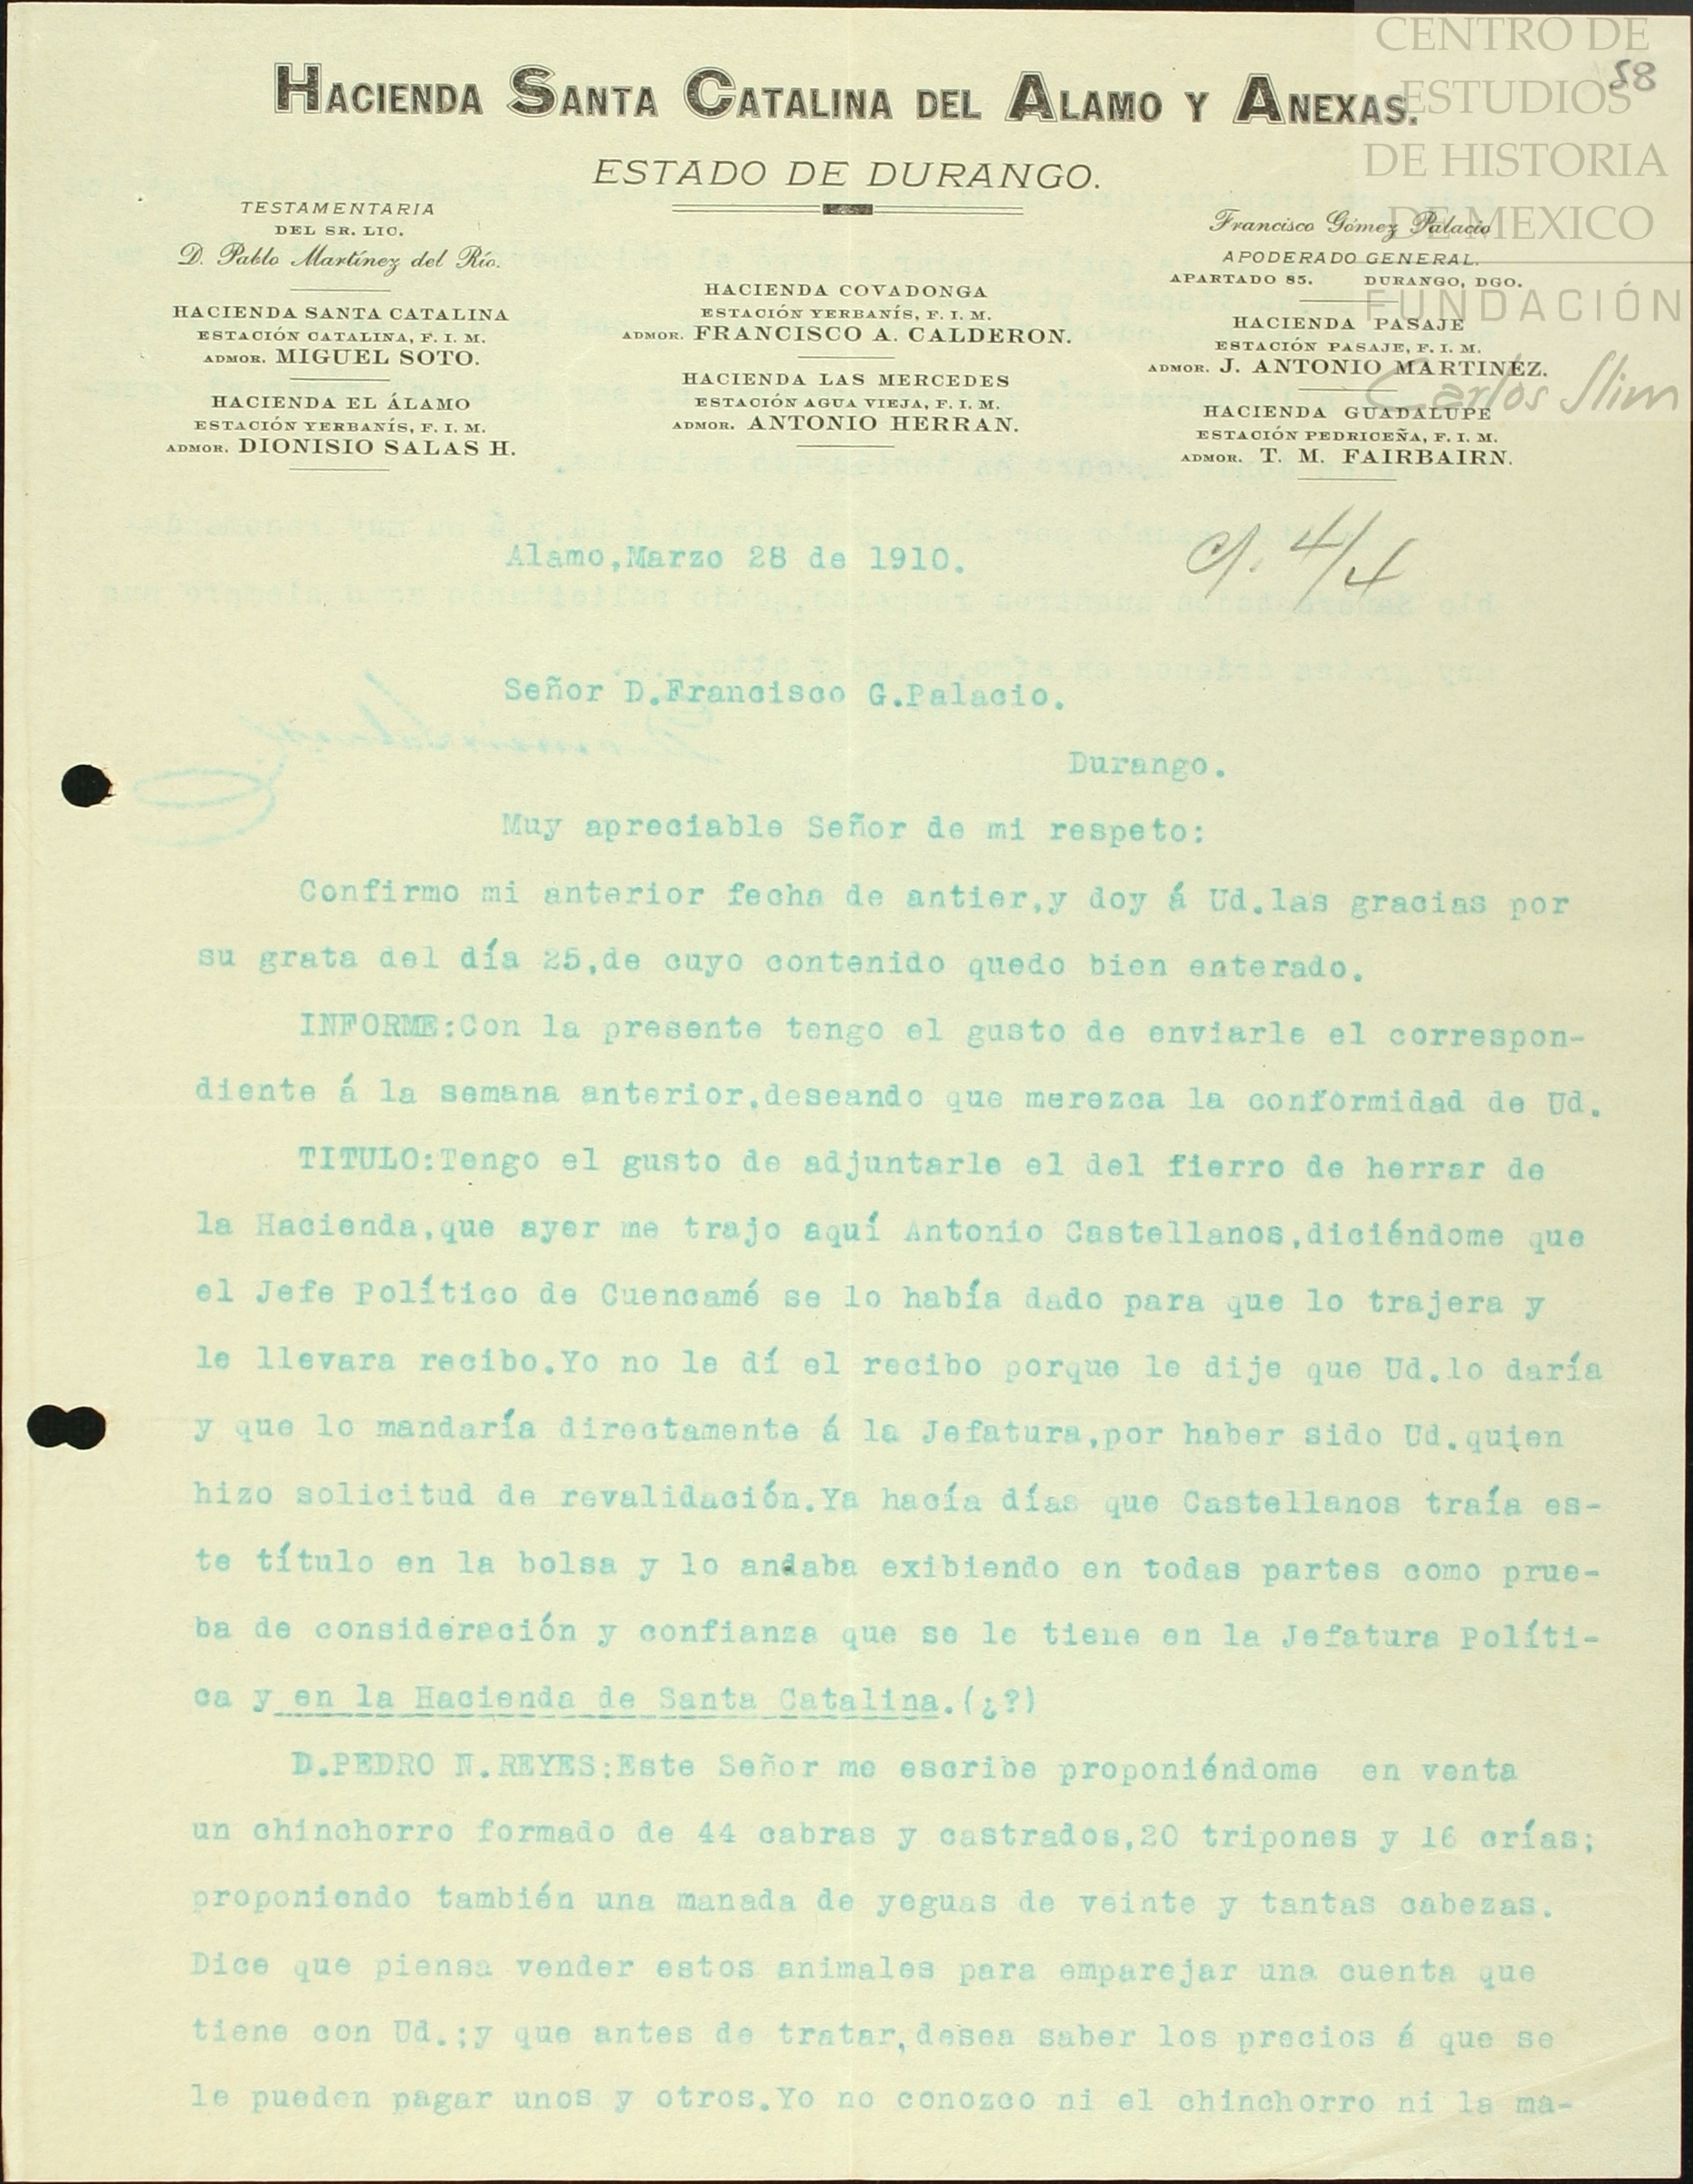 CENTRO DE
ESTUDIOS
DE HISTORIA
DE MEXICO
FUNDACIÓN
Carlos Slim
58
HACIENDA SANTA CATALINA DEL ALAMO Y ANEXAS.
ESTADO DE DURANGO.
TESTAMENTARIA
DEL SR. LIC.
D. Pablo Martínez del Río.
HACIENDA SANTA CATALINA
ESTACIÓN CATALINA, F. I. M.
ADMOR. MIGUEL SOTO.
HACIENDA EL ÁLAMO
ESTACIÓN YERBANÍS, F. I. M.
ADMOR. DIONISIO SALAS H.
HACIENDA COVADONGA
ESTACIÓN YERBANÍS, F. I. M.
ADMOR. FRANCISCO A. CALDERON.
HACIENDA LAS MERCEDES
ESTACIÓN AGUA VIEJA, F. I. M.
ADMOR. ANTONIO HERRAN.
Francisco Gómez Palacio
APODERADO GENERAL.
APARTADO 85. DURANGO, DGO.
HACIENDA PASAJE
ESTACIÓN PASAJE, F. I. M.
ADMOR. J. ANTONIO MARTINEZ.
HACIENDA GUADALUPE
ESTACIÓN PEDRICEÑA, F. I. M.
ADMOR. T. M. FAIRBAIRN.
c/. 4/4
Alamo,Marzo 28 de 1910.
Señor D.Francisco G.Palacio.
Durango.
Muy apreciable Señor de mi respeto:
Confirmo mi anterior fecha de antier,y doy á Ud.las gracias por
su grata del día 25,de cuyo contenido quedo bien enterado.
INFORME:Con la presente tengo el gusto de enviarle el correspon-
diente á la semana anterior,deseando que merezca la conformidad de Ud.
TITULO:Tengo el gusto de adjuntarle el del fierro de herrar de
la Hacienda,que ayer me trajo aquí Antonio Castellanos,diciéndome que
el Jefe Político de Cuencamé se lo había dado para que lo trajera y
le llevara recibo.Yo no le dí el recibo porque le dije que Ud.lo daría
y que lo mandaría directamente á la Jefatura,por haber sido Ud.quien
hizo solicitud de revalidación.Ya hacía días que Castellanos traía es-
te título en la bolsa y lo andaba exibiendo en todas partes como prue-
ba de consideración y confianza que se le tiene en la Jefatura Políti-
ca y en la Hacienda de Santa Catalina.(¿?)
D.PEDRO N.REYES:Este Señor me escribe proponiéndome en venta
un chinchorro formado de 44 cabras y castrados,20 tripones y 16 crías;
proponiendo también una manada de yeguas de veinte y tantas cabezas.
Dice que piensa vender estos animales para emparejar una cuenta que
tiene con Ud.;y que antes de tratar,desea saber los precios á que se
le pueden pagar unos y otros.Yo no conozco ni el chinchorro ni la ma-